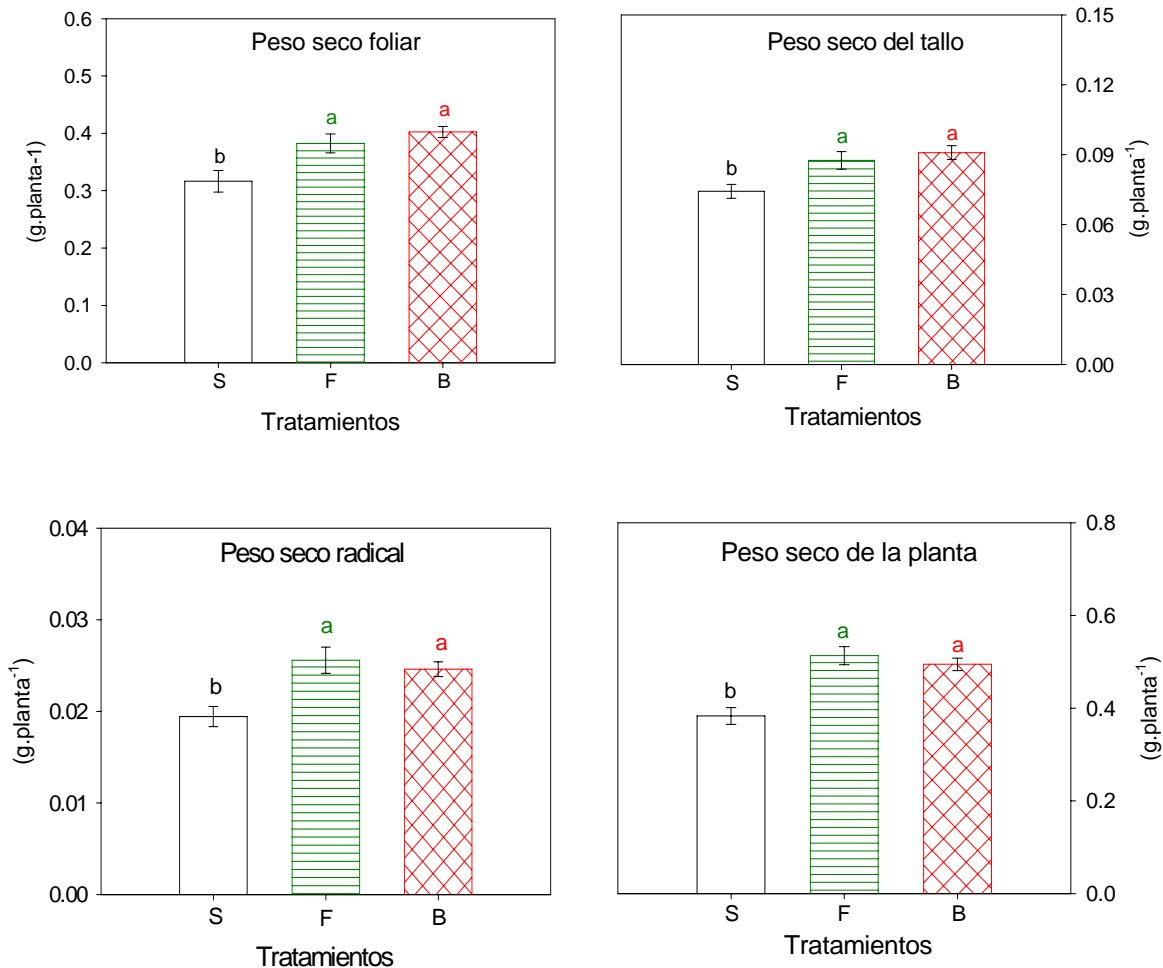 Peso seco foliar
(g.planta-1)
0.6
0.5
0.4
0.3
0.2
0.1
0.0
b
a
a
S F B
Tratamientos
Peso seco del tallo
(g.planta⁻¹)
0.15
0.12
0.09
0.06
0.03
0.00
b
a
a
S F B
Tratamientos
Peso seco radical
(g.planta⁻¹)
0.04
0.03
0.02
0.01
0.00
b
a
a
S F B
Tratamientos
Peso seco de la planta
(g.planta⁻¹)
0.8
0.6
0.4
0.2
0.0
b
a
a
S F B
Tratamientos